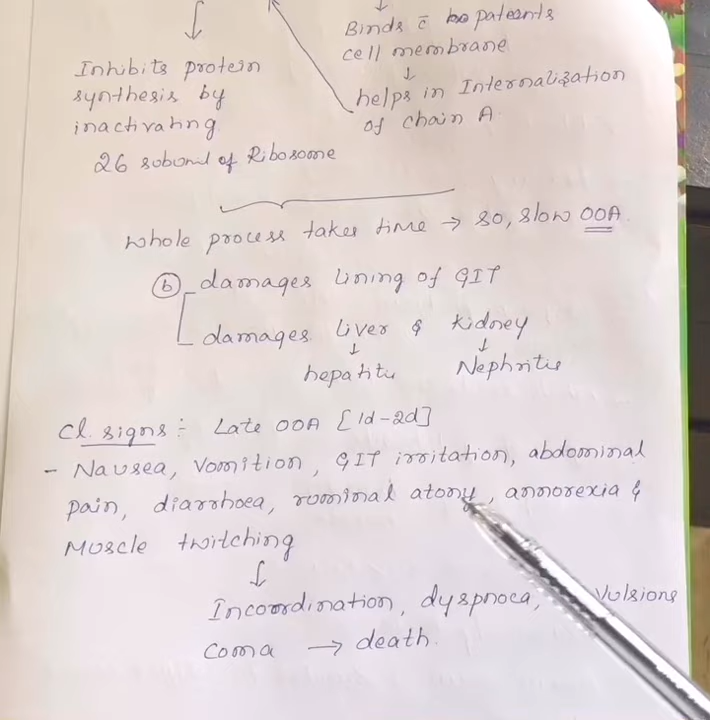 Binds c̄ patients
cell membrane
↓
helps in Internalization
of chain A
Inhibits protein
synthesis by
inactivating
26 subunit of Ribosome
whole process takes time → so, slow OOA.
(b) damages lining of GIT
damages liver & Kidney
↓ ↓
hepatitis Nephritis
Cl. signs :- Late OOA [1d-2d]
- Nausea, vomition, GIT irritation, abdominal
pain, diarrhoea, ruminal atony, annorexia &
Muscle twitching
↓
Incoordination, dyspnoea, vulsions
coma → death.